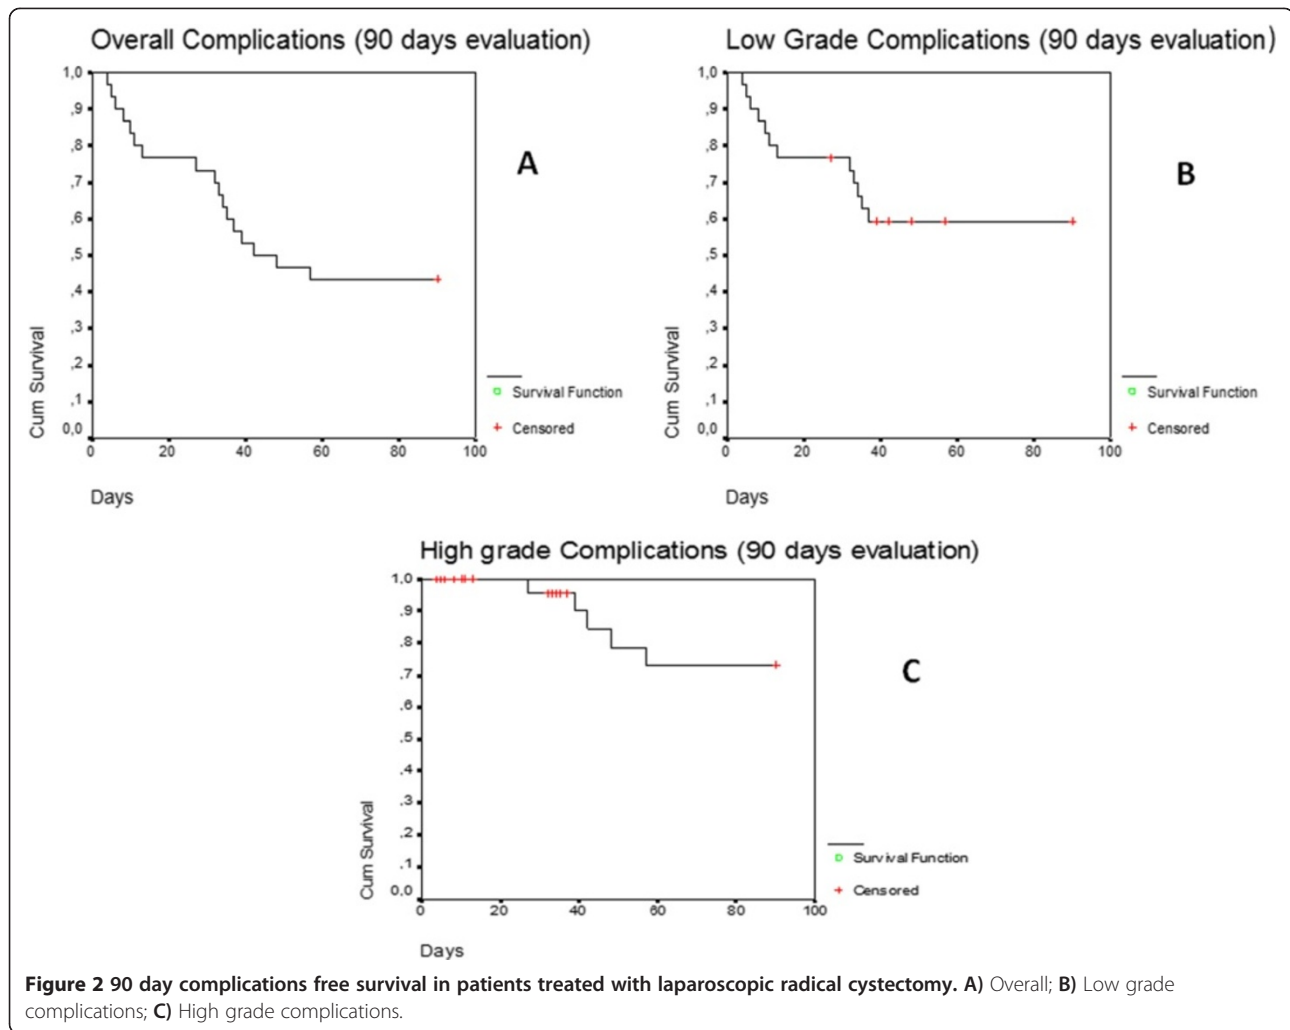 Overall Complications (90 days evaluation)
1,0
,9
,8
,7
,6
,5
,4
,3
,2
,1
0,0
Cum Survival
0 20 40 60 80 100
Days
A
Survival Function
Censored
Low Grade Complications (90 days evaluation)
1,0
,9
,8
,7
,6
,5
,4
,3
,2
,1
0,0
Cum Survival
0 20 40 60 80 100
Days
B
Survival Function
Censored
High grade Complications (90 days evaluation)
1,0
,9
,8
,7
,6
,5
,4
,3
,2
,1
0,0
Cum Survival
0 20 40 60 80 100
Days
C
Survival Function
Censored
Figure 2 90 day complications free survival in patients treated with laparoscopic radical cystectomy. A) Overall; B) Low grade
complications; C) High grade complications.